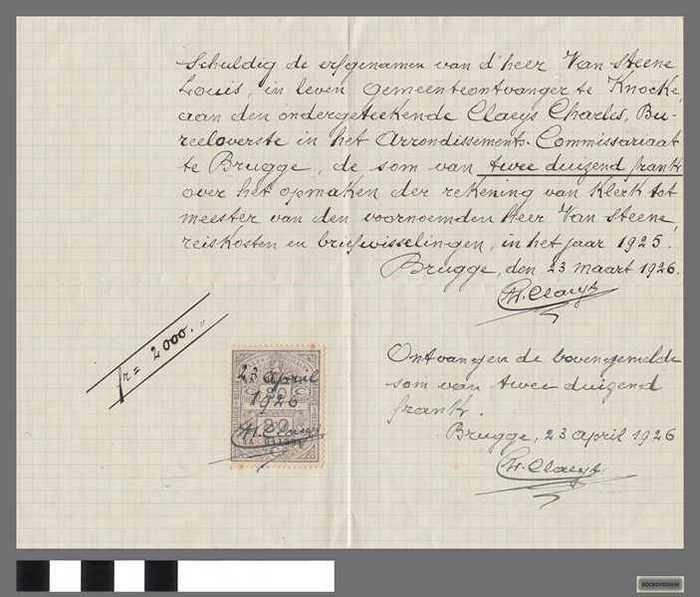 Schuldig de erfgenamen van d'heer Van Steene
Louis, in leven gemeenteontvanger te Knocke,
aan den ondergeteekende Claeys Charles, Bu-
reeloverste in het Arrondissements-Commissariaat
te Brugge, de som van twee duizend frank
over het opmaken der rekening van klerk tot
meester van den voornoemden Heer Van Steene,
reiskosten en briefwisselingen, in het jaar 1925.
Brugge, den 23 maart 1926.
Ch. Claeys
fr = 2000.,,
23 april
1926
Ch. Claeys
Ontvangen de bovengemelde
som van twee duizend
frank.
Brugge, 23 april 1926
Ch. Claeys